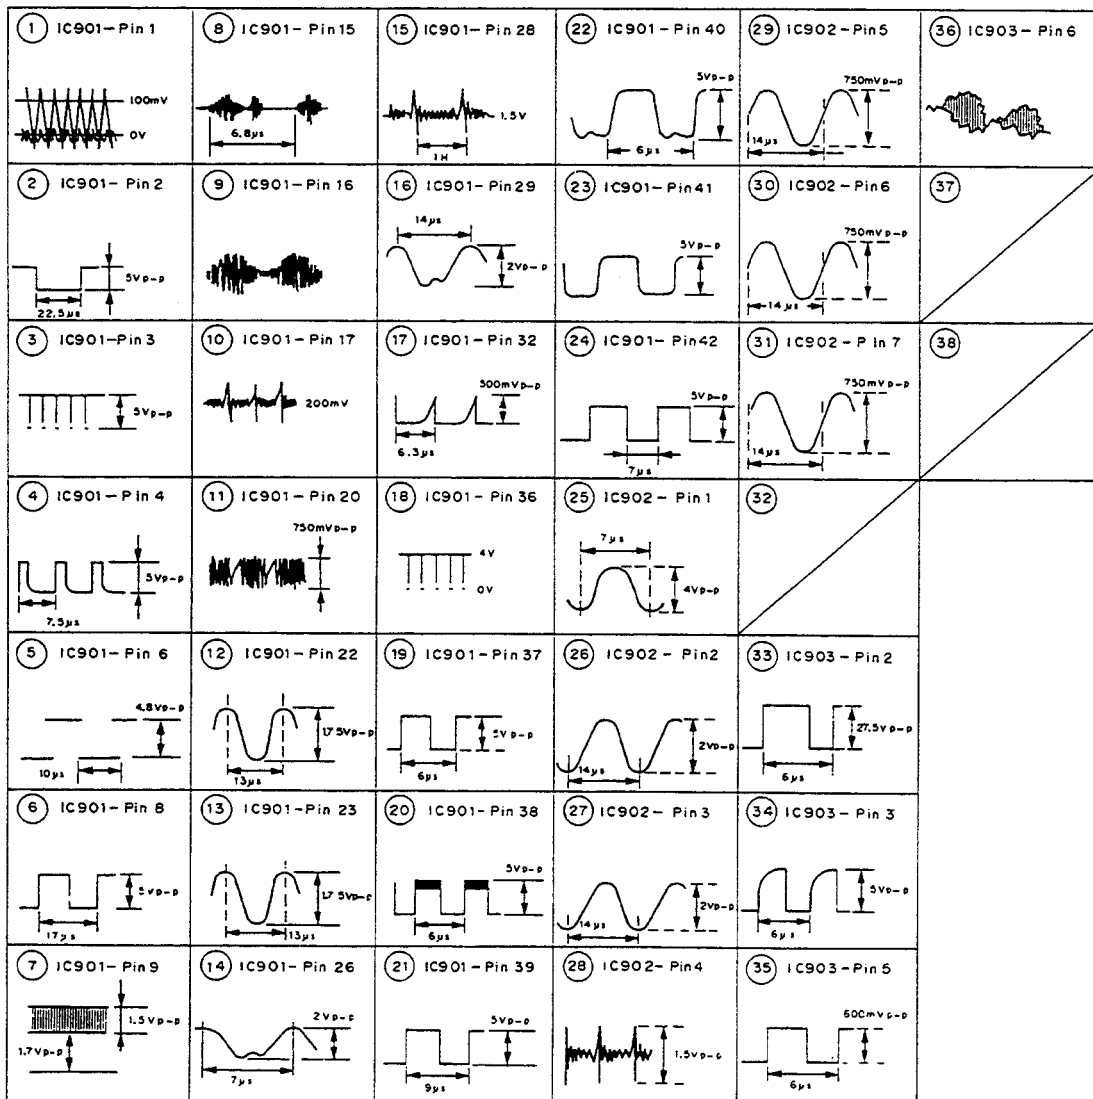 1 IC901-Pin 1
100mV
0V
2 IC901-Pin 2
5Vp-p
22.5µs
3 IC901-Pin 3
5Vp-p
4 IC901-Pin 4
5Vp-p
7.5µs
5 IC901-Pin 6
4.8Vp-p
10µs
6 IC901-Pin 8
5Vp-p
17µs
7 IC901-Pin 9
1.5Vp-p
1.7Vp-p
8 IC901-Pin 15
6.8µs
9 IC901-Pin 16
10 IC901-Pin 17
200mV
11 IC901-Pin 20
750mVp-p
12 IC901-Pin 22
1.75Vp-p
13µs
13 IC901-Pin 23
1.75Vp-p
13µs
14 IC901-Pin 26
2Vp-p
7µs
15 IC901-Pin 28
1.5V
1H
16 IC901-Pin 29
14µs
2Vp-p
17 IC901-Pin 32
500mVp-p
6.3µs
18 IC901-Pin 36
4V
0V
19 IC901-Pin 37
5Vp-p
6µs
20 IC901-Pin 38
5Vp-p
6µs
21 IC901-Pin 39
5Vp-p
9µs
22 IC901-Pin 40
5Vp-p
6µs
23 IC901-Pin 41
5Vp-p
24 IC901-Pin 42
5Vp-p
7µs
25 IC902-Pin 1
7µs
4Vp-p
26 IC902-Pin 2
2Vp-p
14µs
27 IC902-Pin 3
2Vp-p
14µs
28 IC902-Pin 4
1.5Vp-p
29 IC902-Pin 5
750mVp-p
14µs
30 IC902-Pin 6
750mVp-p
14µs
31 IC902-Pin 7
750mVp-p
14µs
32
33 IC903-Pin 2
27.5Vp-p
6µs
34 IC903-Pin 3
5Vp-p
6µs
35 IC903-Pin 5
600mVp-p
6µs
36 IC903-Pin 6
37
38